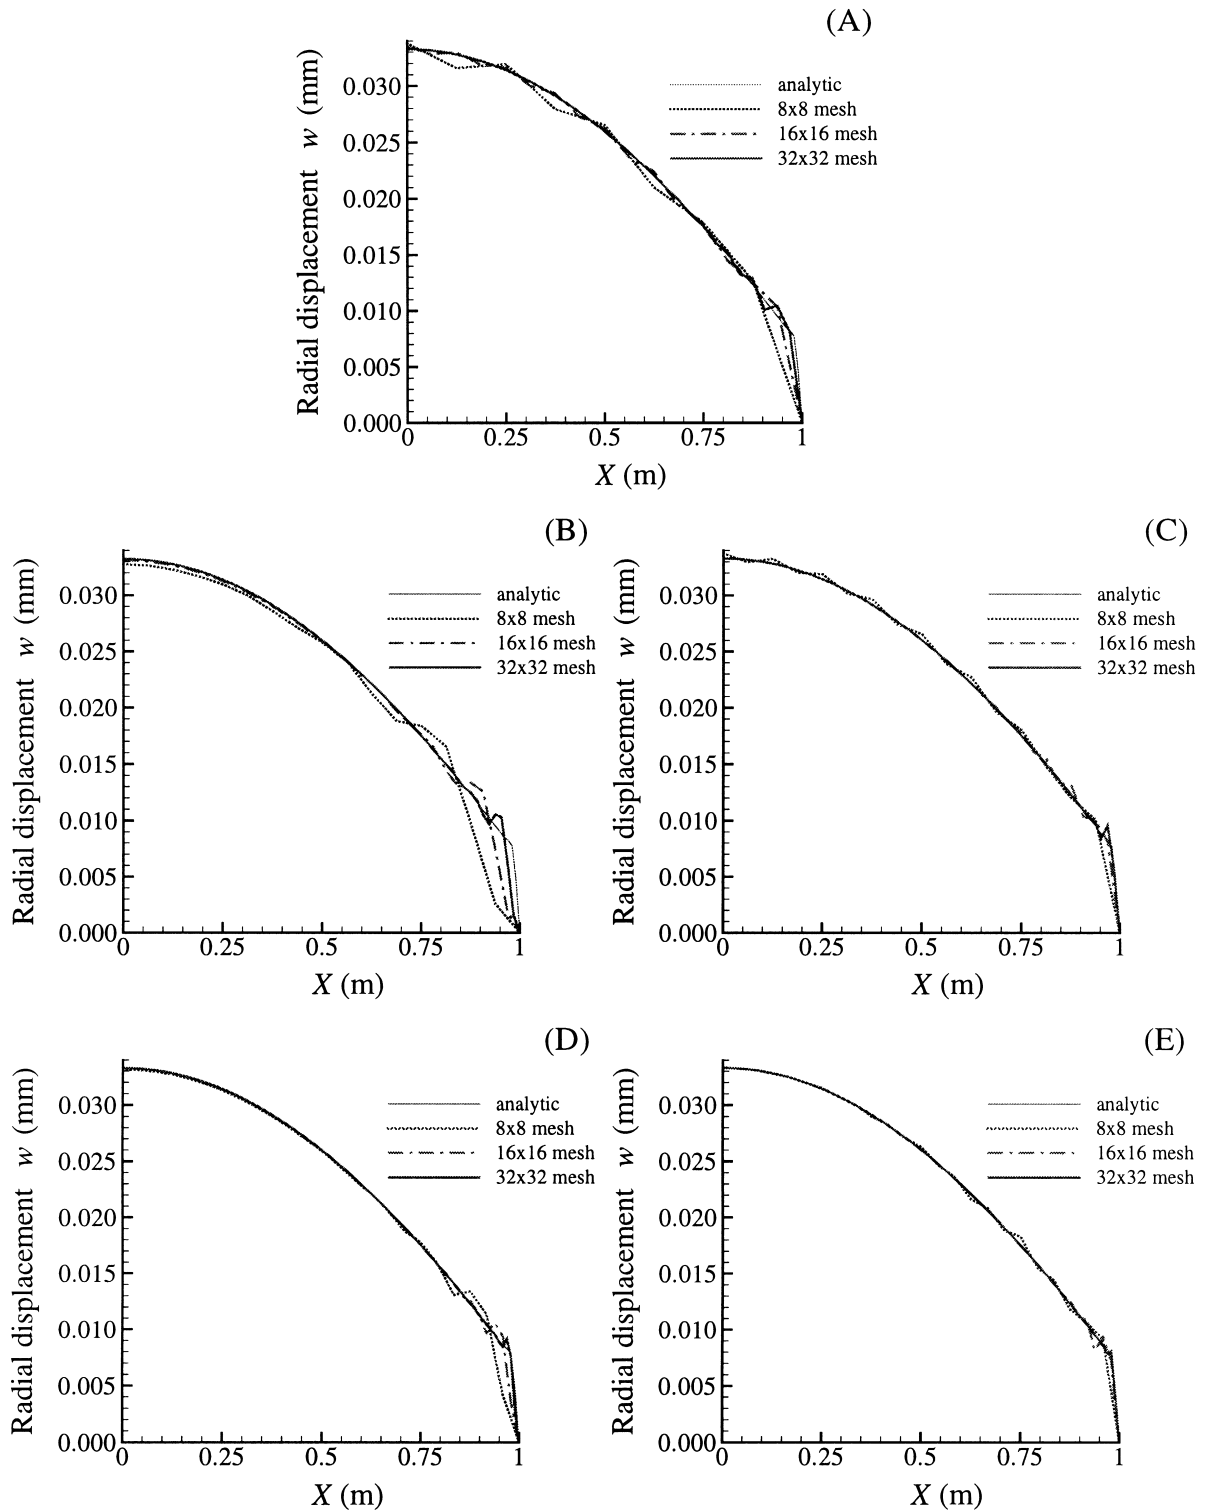 (A)
Radial displacement w (mm)
0.030
0.025
0.020
0.015
0.010
0.005
0.000
analytic
8x8 mesh
16x16 mesh
32x32 mesh
0 0.25 0.5 0.75 1
X (m)
(B)
Radial displacement w (mm)
0.030
0.025
0.020
0.015
0.010
0.005
0.000
analytic
8x8 mesh
16x16 mesh
32x32 mesh
0 0.25 0.5 0.75 1
X (m)
(C)
Radial displacement w (mm)
0.030
0.025
0.020
0.015
0.010
0.005
0.000
analytic
8x8 mesh
16x16 mesh
32x32 mesh
0 0.25 0.5 0.75 1
X (m)
(D)
Radial displacement w (mm)
0.030
0.025
0.020
0.015
0.010
0.005
0.000
analytic
8x8 mesh
16x16 mesh
32x32 mesh
0 0.25 0.5 0.75 1
X (m)
(E)
Radial displacement w (mm)
0.030
0.025
0.020
0.015
0.010
0.005
0.000
analytic
8x8 mesh
16x16 mesh
32x32 mesh
0 0.25 0.5 0.75 1
X (m)